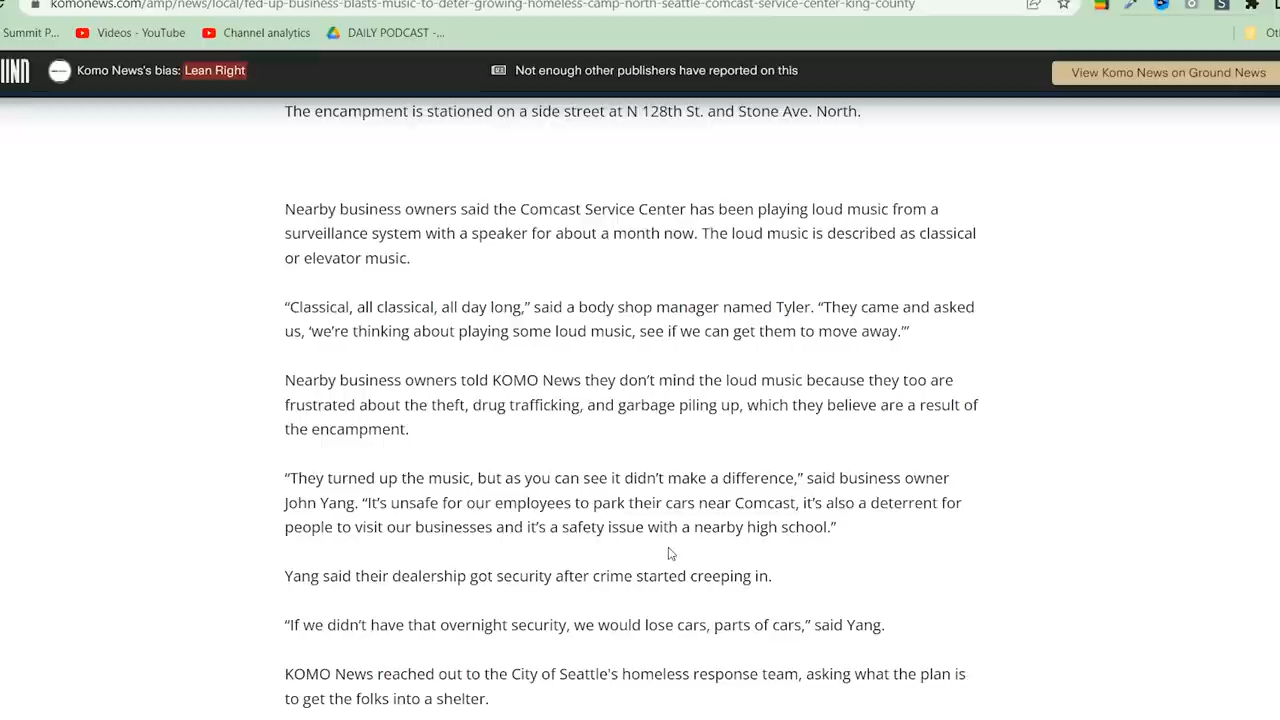 komonews.com/amp/news/local/fed-up-business-blasts-music-to-deter-growing-homeless-camp-north-seattle-comcast-service-center-king-county
Summit P... Videos - YouTube Channel analytics DAILY PODCAST -...
Komo News's bias: Lean Right Not enough other publishers have reported on this View Komo News on Ground News
The encampment is stationed on a side street at N 128th St. and Stone Ave. North.
Nearby business owners said the Comcast Service Center has been playing loud music from a
surveillance system with a speaker for about a month now. The loud music is described as classical
or elevator music.
“Classical, all classical, all day long,” said a body shop manager named Tyler. “They came and asked
us, ‘we’re thinking about playing some loud music, see if we can get them to move away.’”
Nearby business owners told KOMO News they don’t mind the loud music because they too are
frustrated about the theft, drug trafficking, and garbage piling up, which they believe are a result of
the encampment.
“They turned up the music, but as you can see it didn’t make a difference,” said business owner
John Yang. “It’s unsafe for our employees to park their cars near Comcast, it’s also a deterrent for
people to visit our businesses and it’s a safety issue with a nearby high school.”
Yang said their dealership got security after crime started creeping in.
“If we didn’t have that overnight security, we would lose cars, parts of cars,” said Yang.
KOMO News reached out to the City of Seattle's homeless response team, asking what the plan is
to get the folks into a shelter.